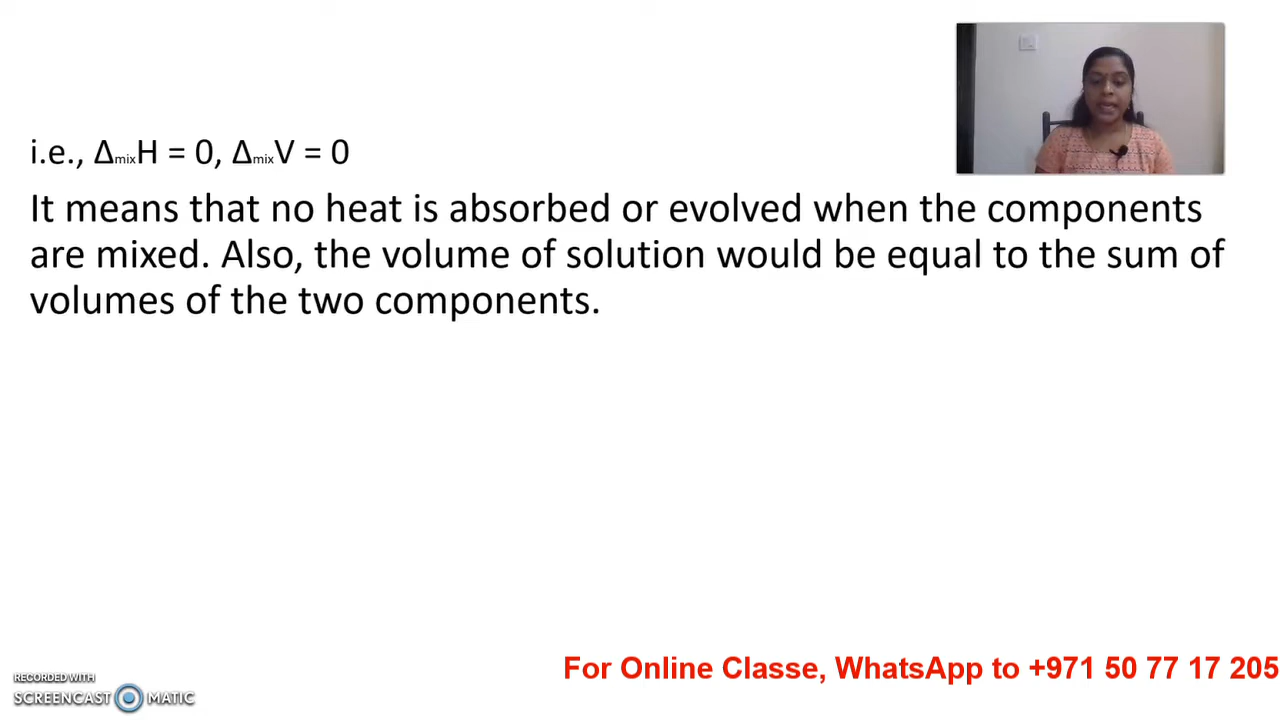 i.e., ΔmixH = 0, ΔmixV = 0
It means that no heat is absorbed or evolved when the components
are mixed. Also, the volume of solution would be equal to the sum of
volumes of the two components.
For Online Classe, WhatsApp to +971 50 77 17 205
RECORDED WITH
SCREENCAST MATIC